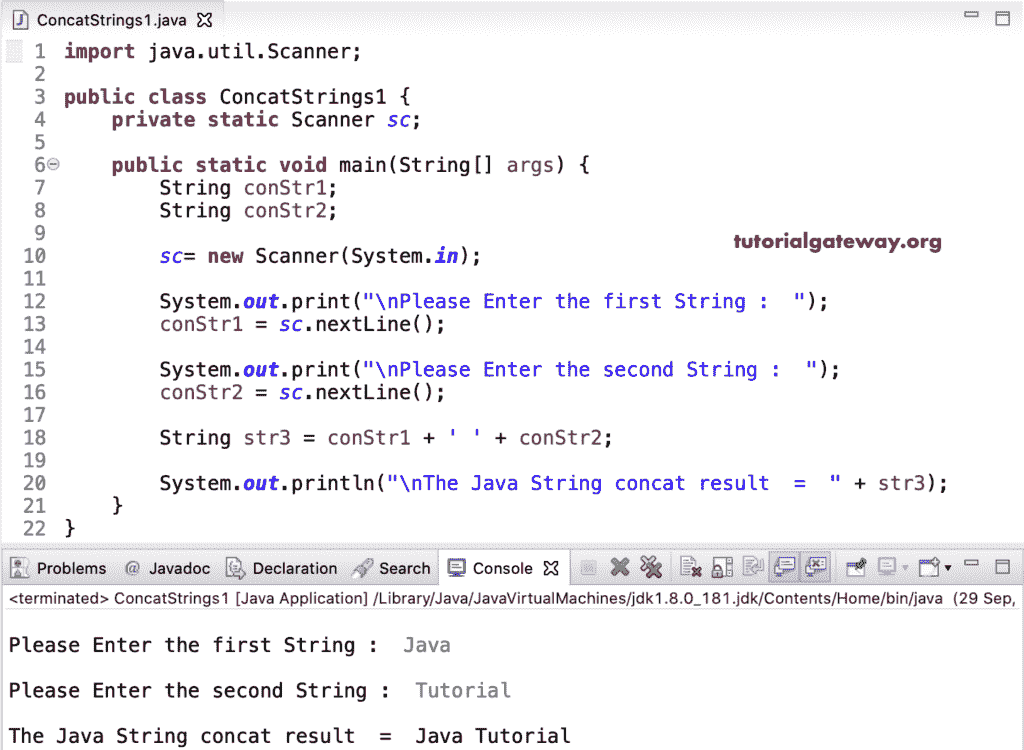 ConcatStrings1.java
1 import java.util.Scanner;
2
3 public class ConcatStrings1 {
4     private static Scanner sc;
5
6     public static void main(String[] args) {
7         String conStr1;
8         String conStr2;
9
10         sc= new Scanner(System.in);
11
12         System.out.print("\nPlease Enter the first String :  ");
13         conStr1 = sc.nextLine();
14
15         System.out.print("\nPlease Enter the second String :  ");
16         conStr2 = sc.nextLine();
17
18         String str3 = conStr1 + ' ' + conStr2;
19
20         System.out.println("\nThe Java String concat result  =  " + str3);
21     }
22 }
tutorialgateway.org
Problems @ Javadoc Declaration Search Console
<terminated> ConcatStrings1 [Java Application] /Library/Java/JavaVirtualMachines/jdk1.8.0_181.jdk/Contents/Home/bin/java (29 Sep,
Please Enter the first String :  Java
Please Enter the second String :  Tutorial
The Java String concat result  =  Java Tutorial